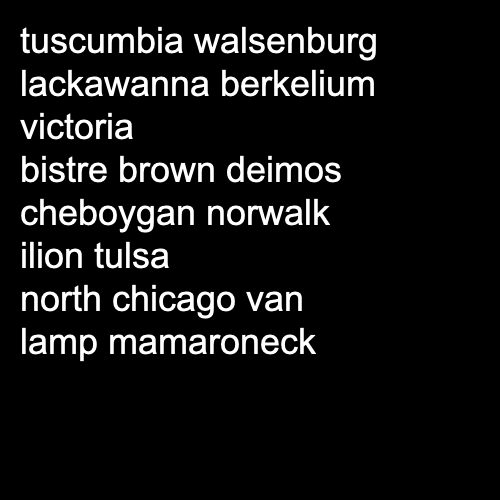 tuscumbia walsenburg
lackawanna berkelium
victoria
bistre brown deimos
cheboygan norwalk
ilion tulsa
north chicago van
lamp mamaroneck